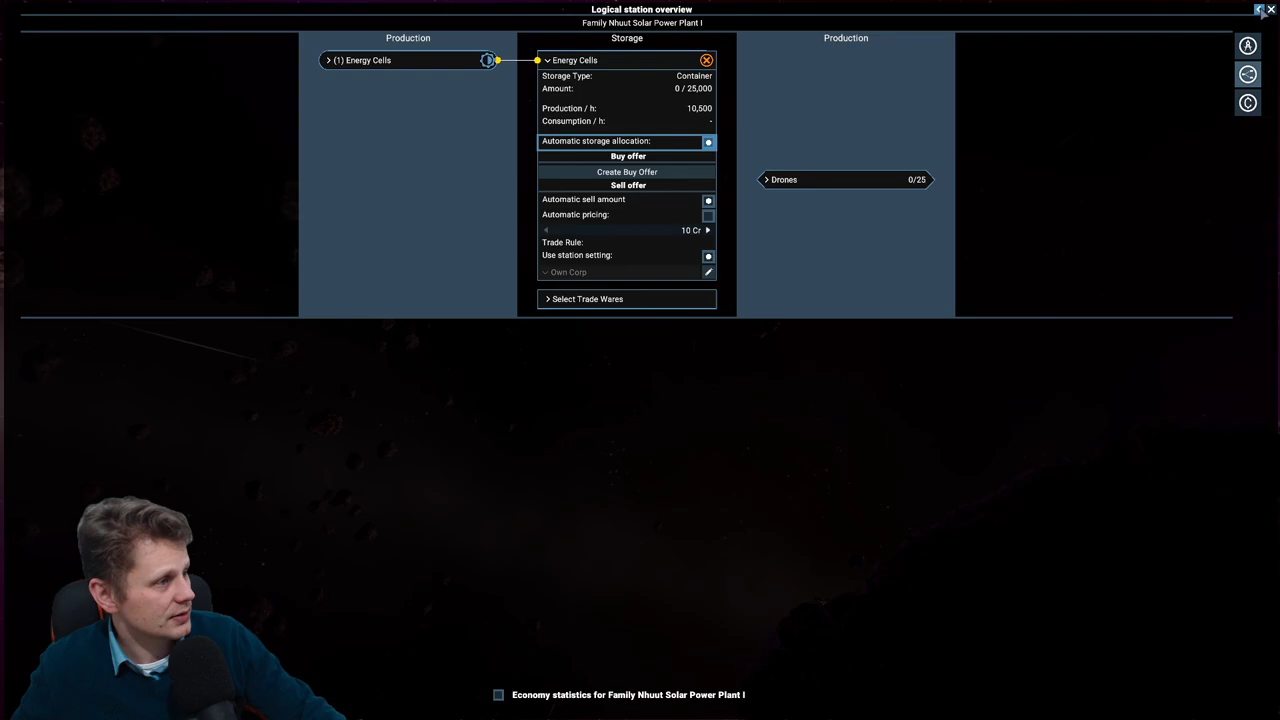 Logical station overview
Family Nhuut Solar Power Plant I
Production
Storage
Production
(1) Energy Cells
Energy Cells
Storage Type: Container
Amount: 0 / 25,000
Production / h: 10,500
Consumption / h: -
Automatic storage allocation:
Buy offer
Create Buy Offer
Sell offer
Automatic sell amount
Automatic pricing:
10 Cr
Trade Rule:
Use station setting:
Own Corp
Select Trade Wares
Drones 0/25
Economy statistics for Family Nhuut Solar Power Plant I